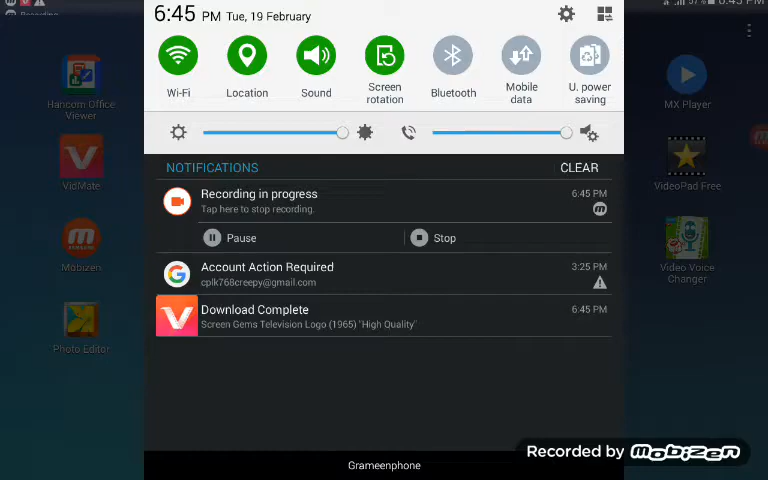 6:45 PM Tue, 19 February
Wi-Fi
Location
Sound
Screen
rotation
Bluetooth
Mobile
data
U. power
saving
NOTIFICATIONS
CLEAR
Recording in progress
6:45 PM
Tap here to stop recording.
Pause
Stop
Account Action Required
3:25 PM
cplk768creepy@gmail.com
Download Complete
6:45 PM
Screen Gems Television Logo (1965) "High Quality"
Grameenphone
Hancom Office
Viewer
VidMate
Mobizen
Photo Editor
MX Player
VideoPad Free
Video Voice
Changer
Recorded by Mobizen